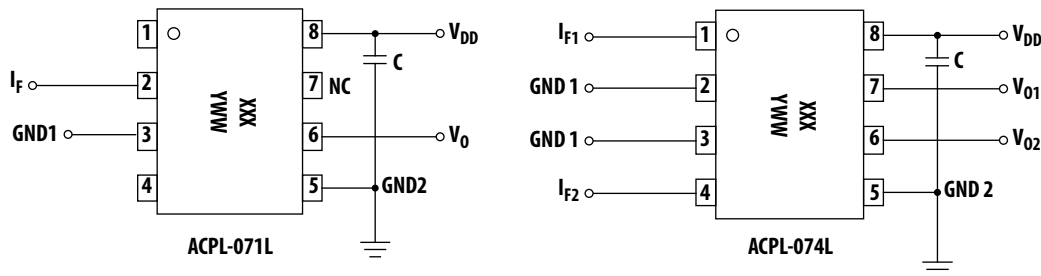 1
8
V_DD
C
I_F
2
7 NC
XXX
YWW
GND1
3
6
V_O
4
5
GND2
ACPL-071L
I_F1
1
8
V_DD
C
GND 1
2
7
V_O1
XXX
YWW
GND 1
3
6
V_O2
I_F2
4
5
GND 2
ACPL-074L